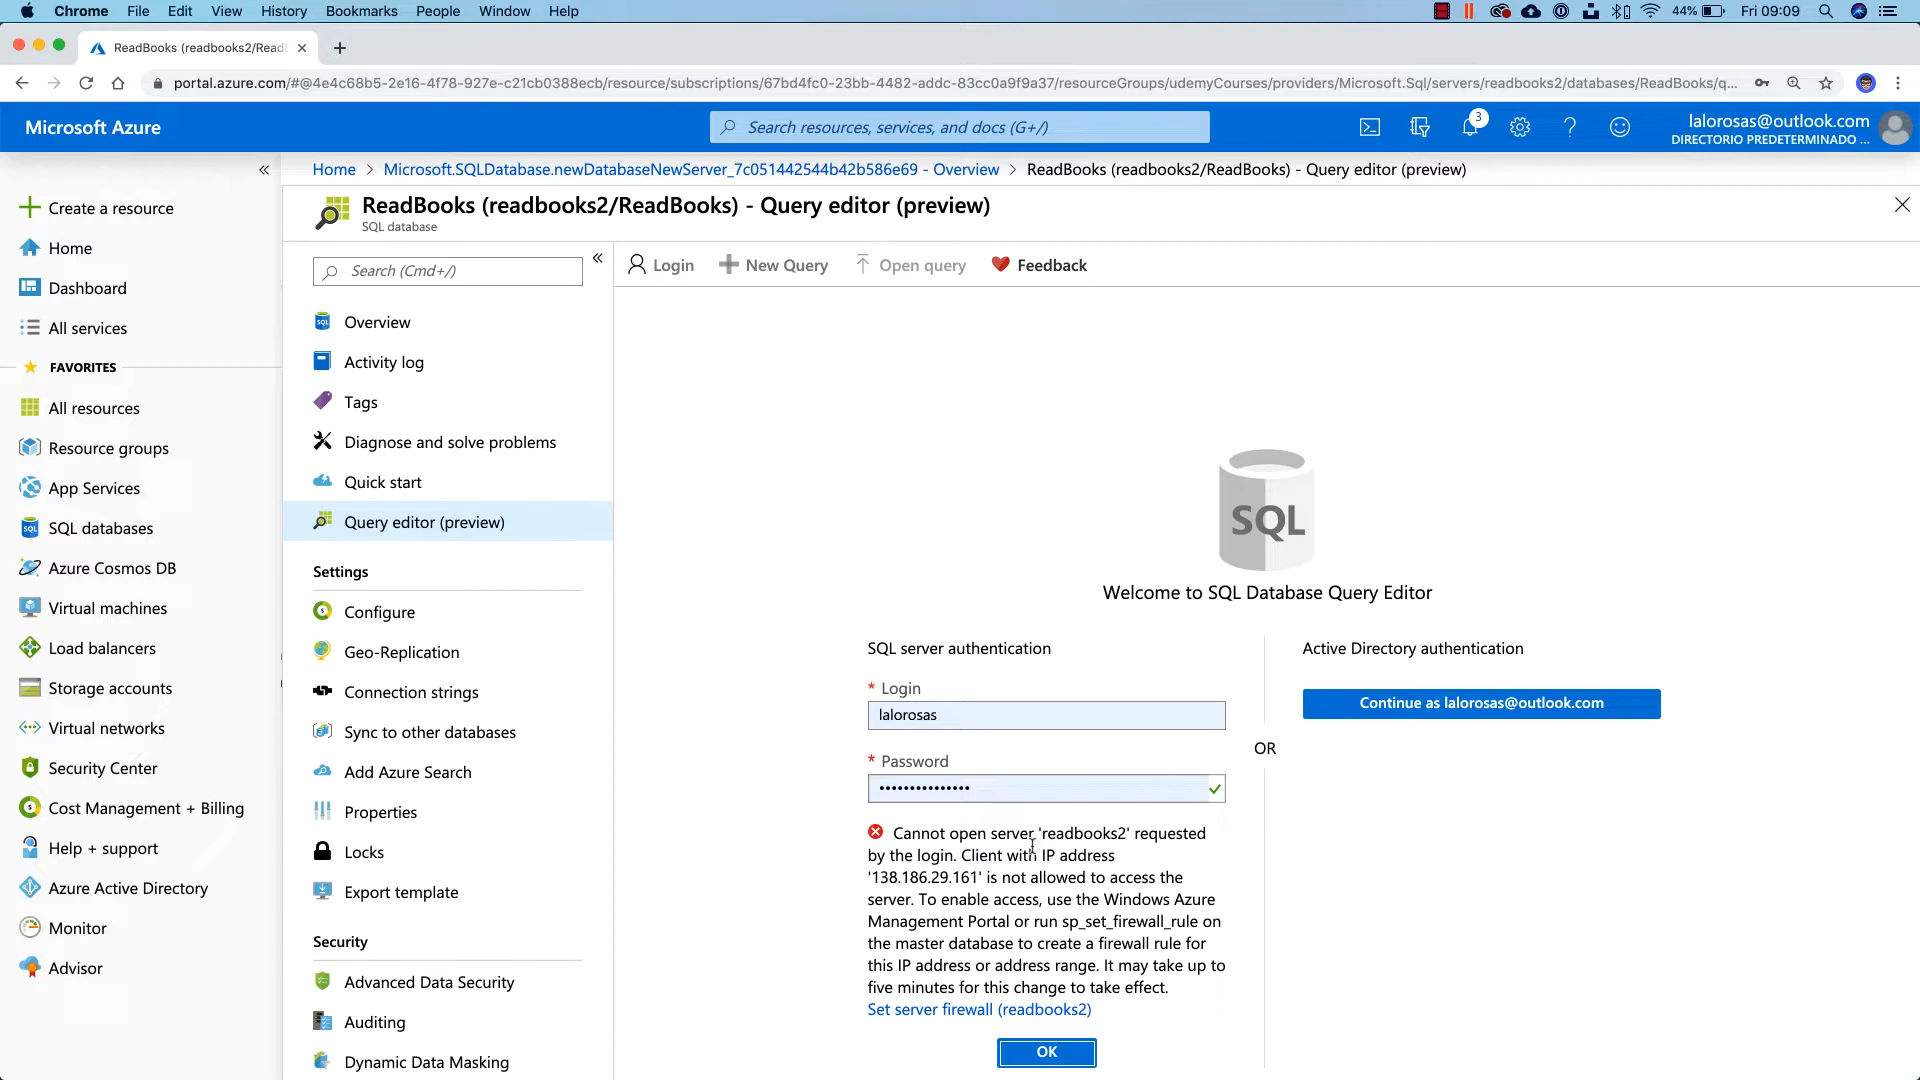 Chrome File Edit View History Bookmarks People Window Help 44% Fri 09:09
ReadBooks (readbooks2/Read
portal.azure.com/#@4e4c68b5-2e16-4f78-927e-c21cb0388ecb/resource/subscriptions/67bd4fc0-23bb-4482-addc-83cc0a9f9a37/resourceGroups/udemyCourses/providers/Microsoft.Sql/servers/readbooks2/databases/ReadBooks/q...
Microsoft Azure
Search resources, services, and docs (G+/)
3
lalorosas@outlook.com
DIRECTORIO PREDETERMINADO ...
Create a resource
Home
Dashboard
All services
FAVORITES
All resources
Resource groups
App Services
SQL databases
Azure Cosmos DB
Virtual machines
Load balancers
Storage accounts
Virtual networks
Security Center
Cost Management + Billing
Help + support
Azure Active Directory
Monitor
Advisor
Home > Microsoft.SQLDatabase.newDatabaseNewServer_7c051442544b42b586e69 - Overview > ReadBooks (readbooks2/ReadBooks) - Query editor (preview)
ReadBooks (readbooks2/ReadBooks) - Query editor (preview)
SQL database
Search (Cmd+/)
Overview
Activity log
Tags
Diagnose and solve problems
Quick start
Query editor (preview)
Settings
Configure
Geo-Replication
Connection strings
Sync to other databases
Add Azure Search
Properties
Locks
Export template
Security
Advanced Data Security
Auditing
Dynamic Data Masking
Login New Query Open query Feedback
SQL
Welcome to SQL Database Query Editor
SQL server authentication
* Login
lalorosas
* Password
•••••••••••••••
Cannot open server 'readbooks2' requested
by the login. Client with IP address
'138.186.29.161' is not allowed to access the
server. To enable access, use the Windows Azure
Management Portal or run sp_set_firewall_rule on
the master database to create a firewall rule for
this IP address or address range. It may take up to
five minutes for this change to take effect.
Set server firewall (readbooks2)
OK
OR
Active Directory authentication
Continue as lalorosas@outlook.com